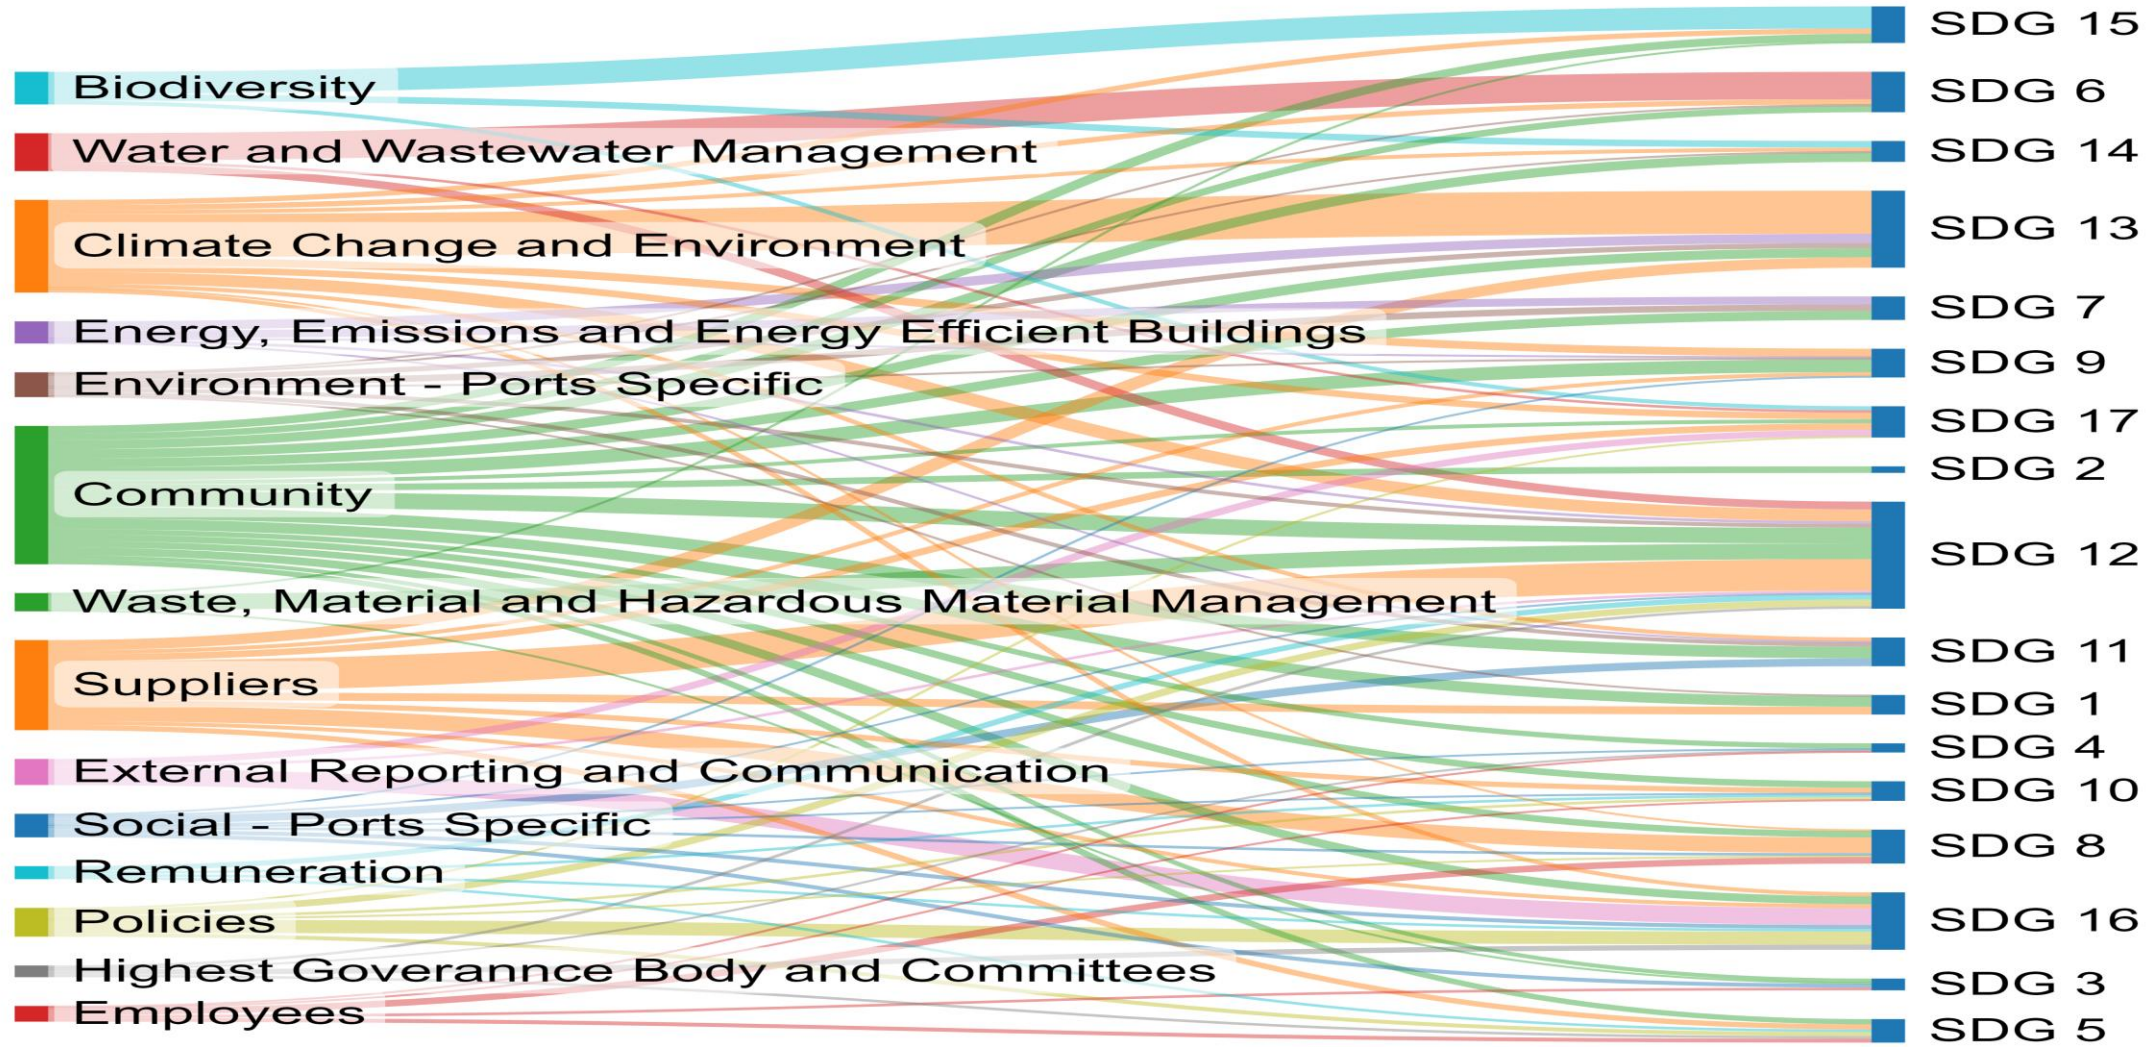 Biodiversity
Water and Wastewater Management
Climate Change and Environment
Energy, Emissions and Energy Efficient Buildings
Environment - Ports Specific
Community
Waste, Material and Hazardous Material Management
Suppliers
External Reporting and Communication
Social - Ports Specific
Remuneration
Policies
Highest Goverannce Body and Committees
Employees
SDG 15
SDG 6
SDG 14
SDG 13
SDG 7
SDG 9
SDG 17
SDG 2
SDG 12
SDG 11
SDG 1
SDG 4
SDG 10
SDG 8
SDG 16
SDG 3
SDG 5